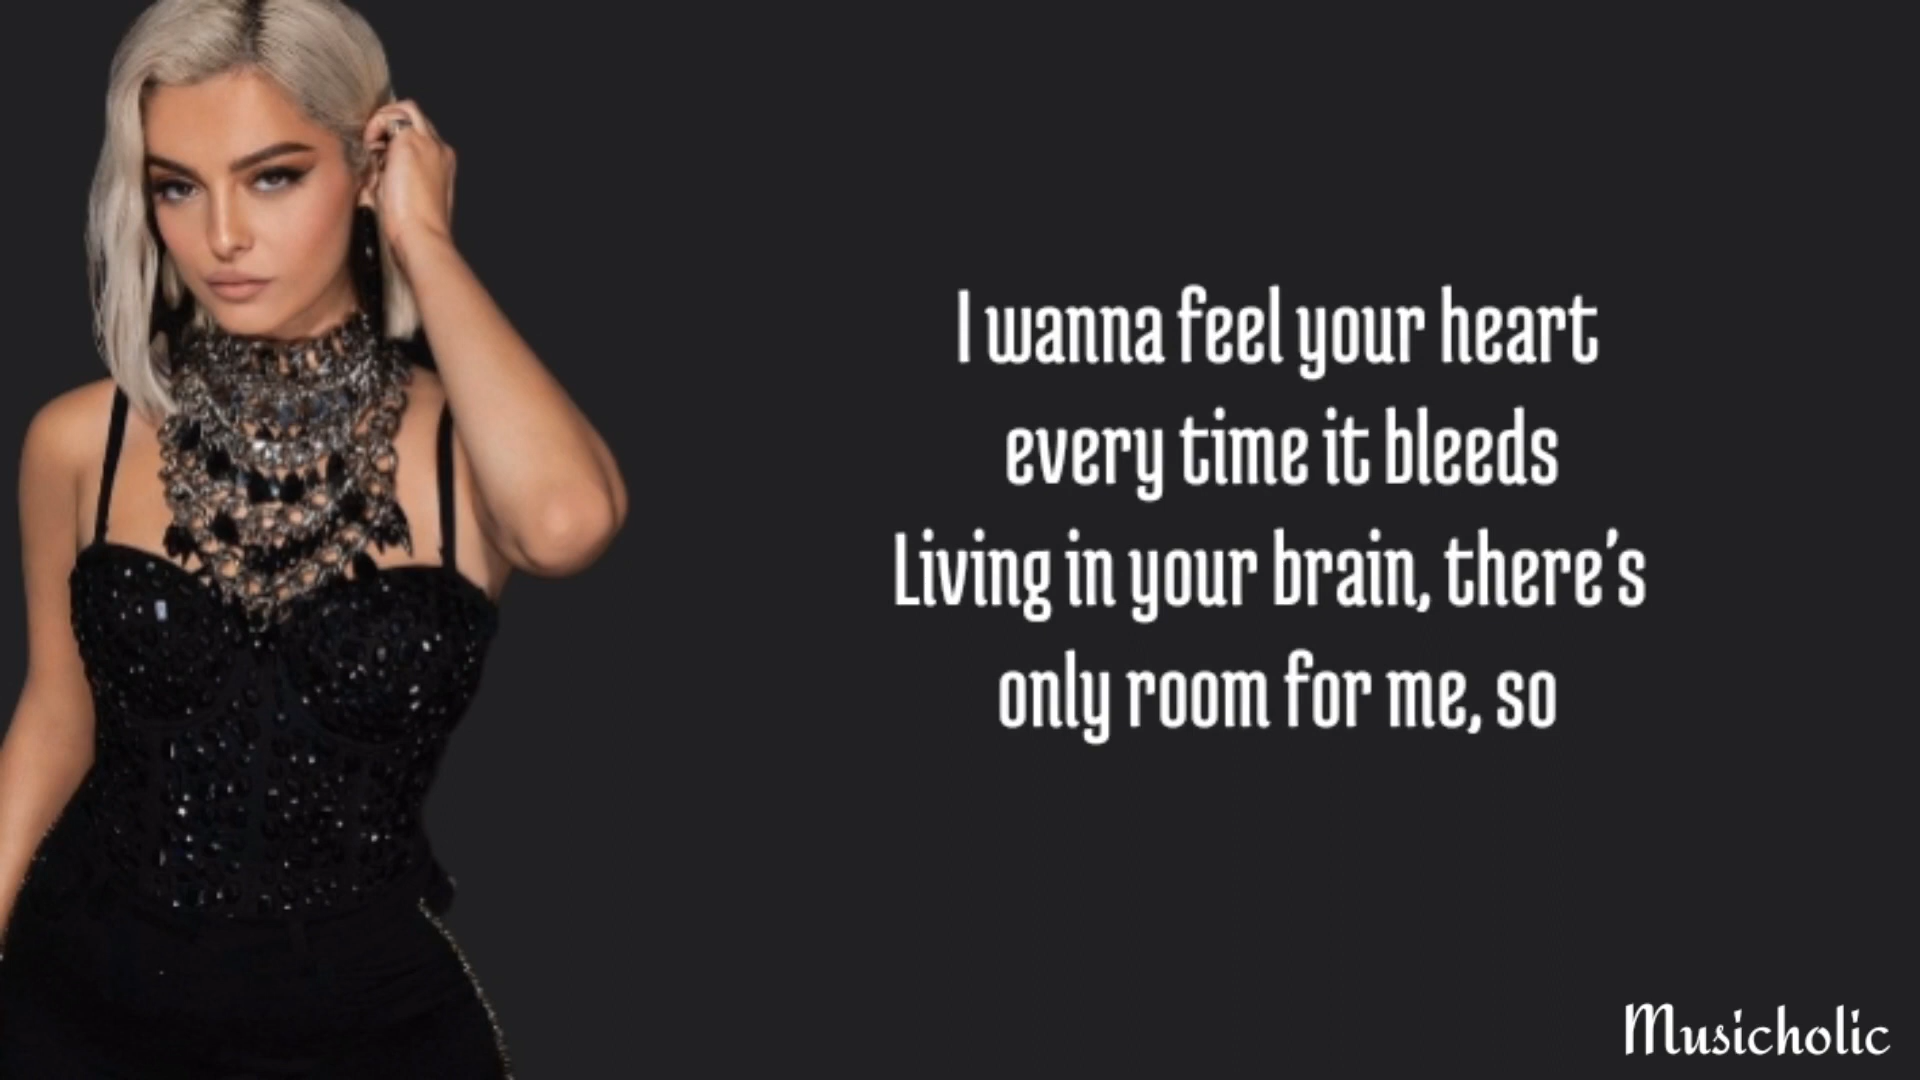 I wanna feel your heart
every time it bleeds
Living in your brain, there's
only room for me, so
Musicholic